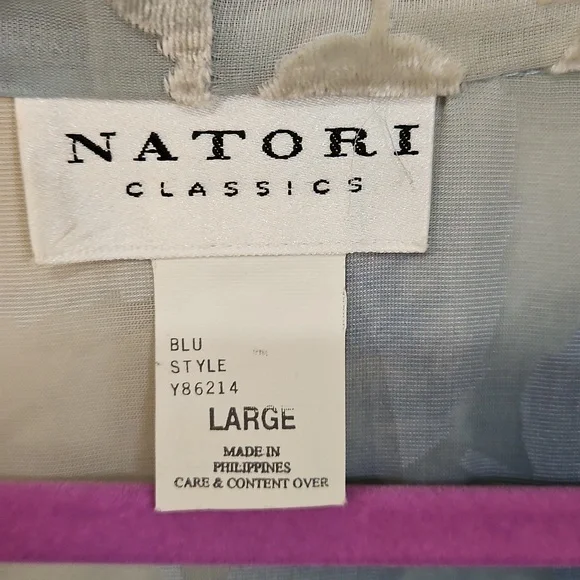 NATORI
CLASSICS
BLU
STYLE
Y86214
LARGE
MADE IN
PHILIPPINES
CARE & CONTENT OVER